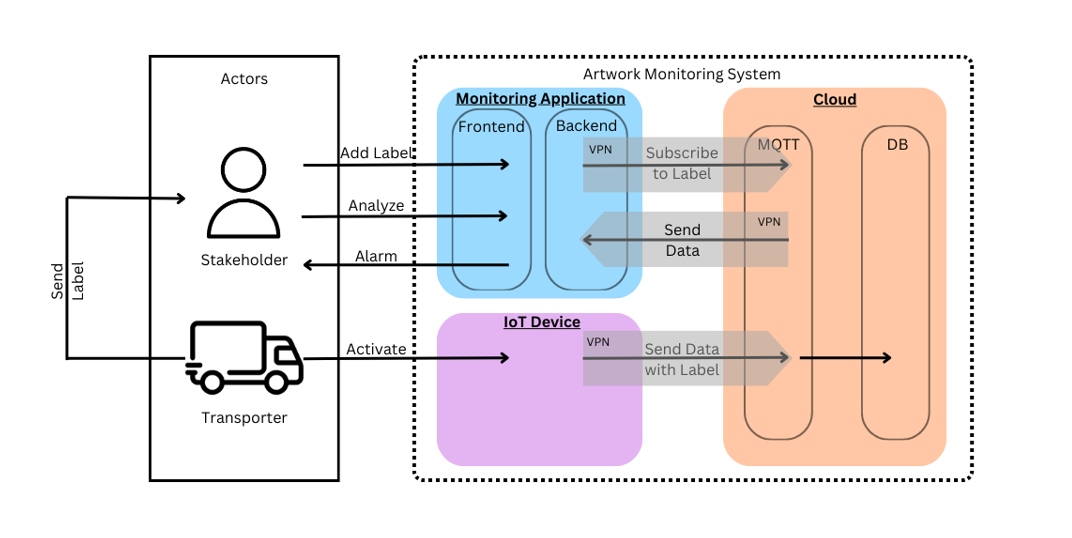 Actors
Artwork Monitoring System
Monitoring Application
Cloud
Frontend
Backend
MQTT
DB
Add Label
VPN
Subscribe
to Label
Analyze
Send
Data
VPN
Stakeholder
Alarm
Send
Label
IoT Device
Activate
VPN
Send Data
with Label
Transporter